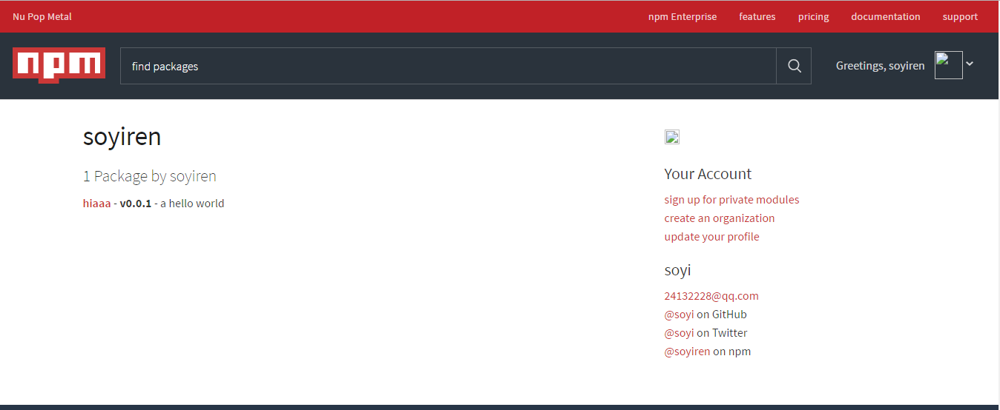 Nu Pop Metal
npm Enterprise features pricing documentation support
npm find packages Greetings, soyiren
soyiren
1 Package by soyiren
hiaaa - v0.0.1 - a hello world
Your Account
sign up for private modules
create an organization
update your profile
soyi
24132228@qq.com
@soyi on GitHub
@soyi on Twitter
@soyiren on npm